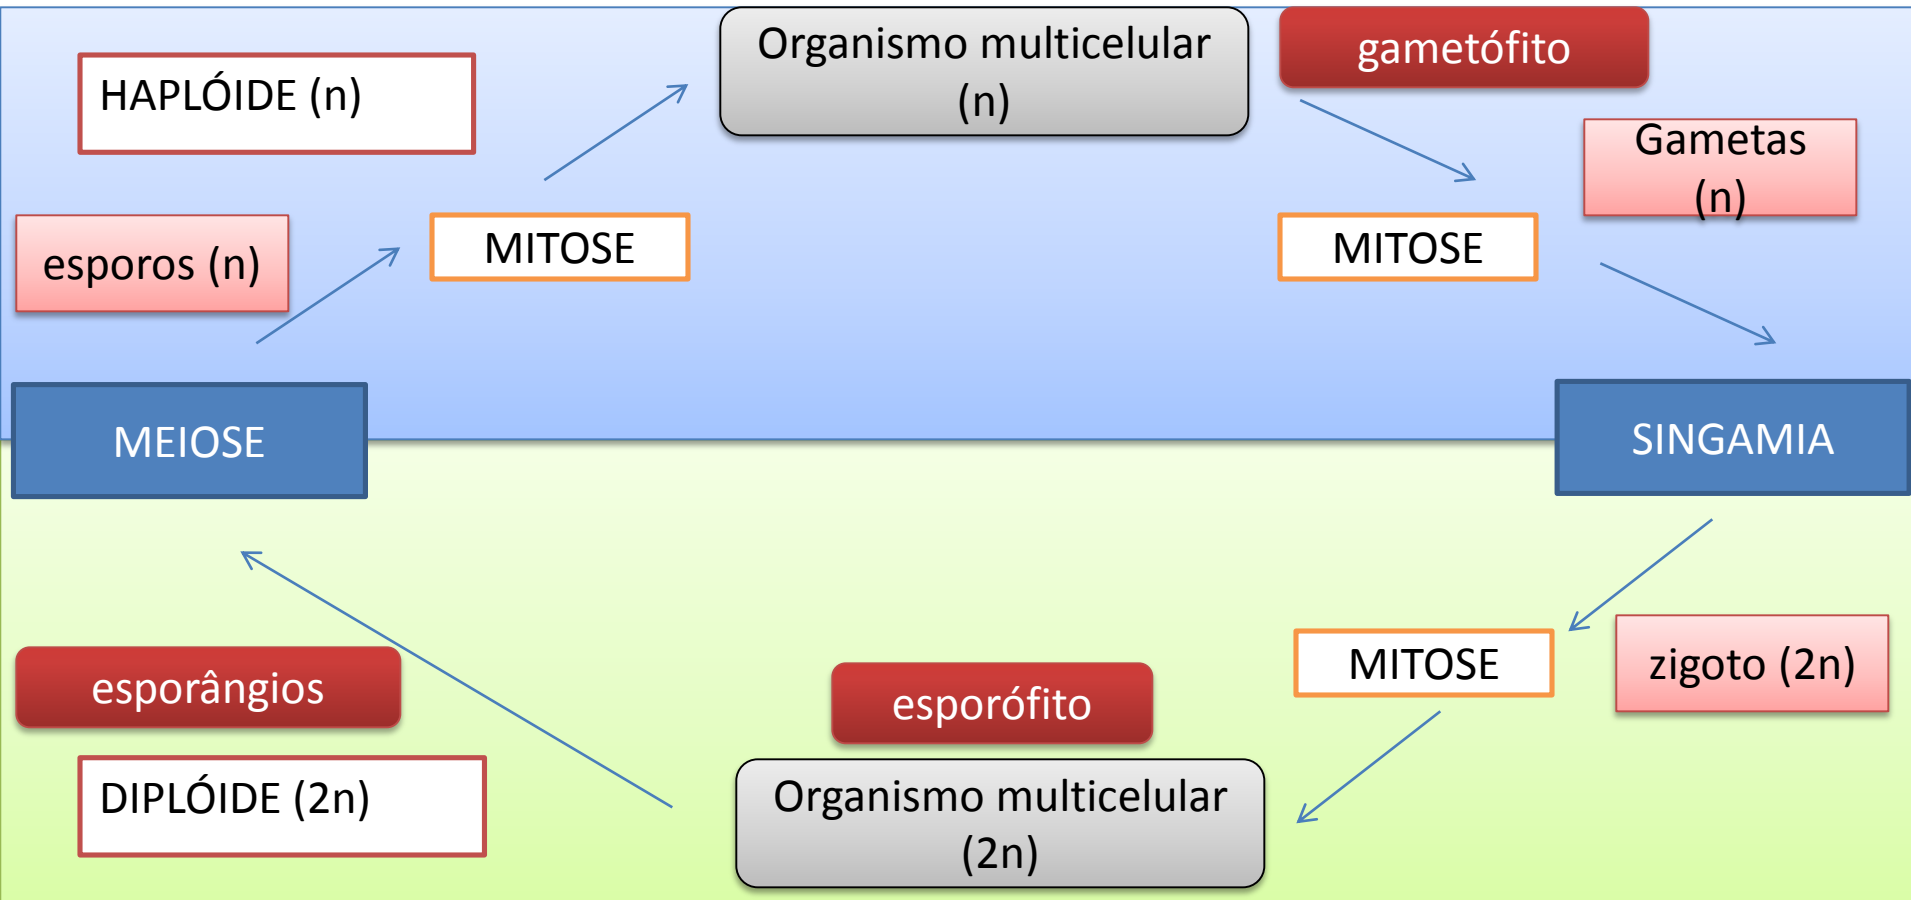 Organismo multicelular
(n)
gametófito
HAPLÓIDE (n)
Gametas
(n)
esporos (n)
MITOSE
MITOSE
MEIOSE
SINGAMIA
MITOSE
zigoto (2n)
esporângios
esporófito
DIPLÓIDE (2n)
Organismo multicelular
(2n)